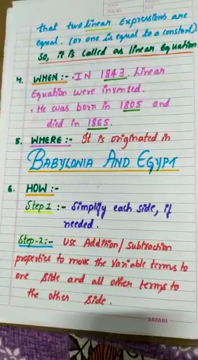 that two linear expressions are
equal. (or one is equal to a constant)
So, it is called as linear Equation
4. WHEN :- IN 1843. Linear
Equation were invented.
. He was born in 1805 and
died in 1865.
5. WHERE :- It is originated in
BABYLONIA AND EGYPT
6. HOW :-
Step 1 :- Simplify each side, if
needed.
Step-2 :- Use Addition/Subtraction
properties to move the variable terms to
one side and all other terms to
the other side.